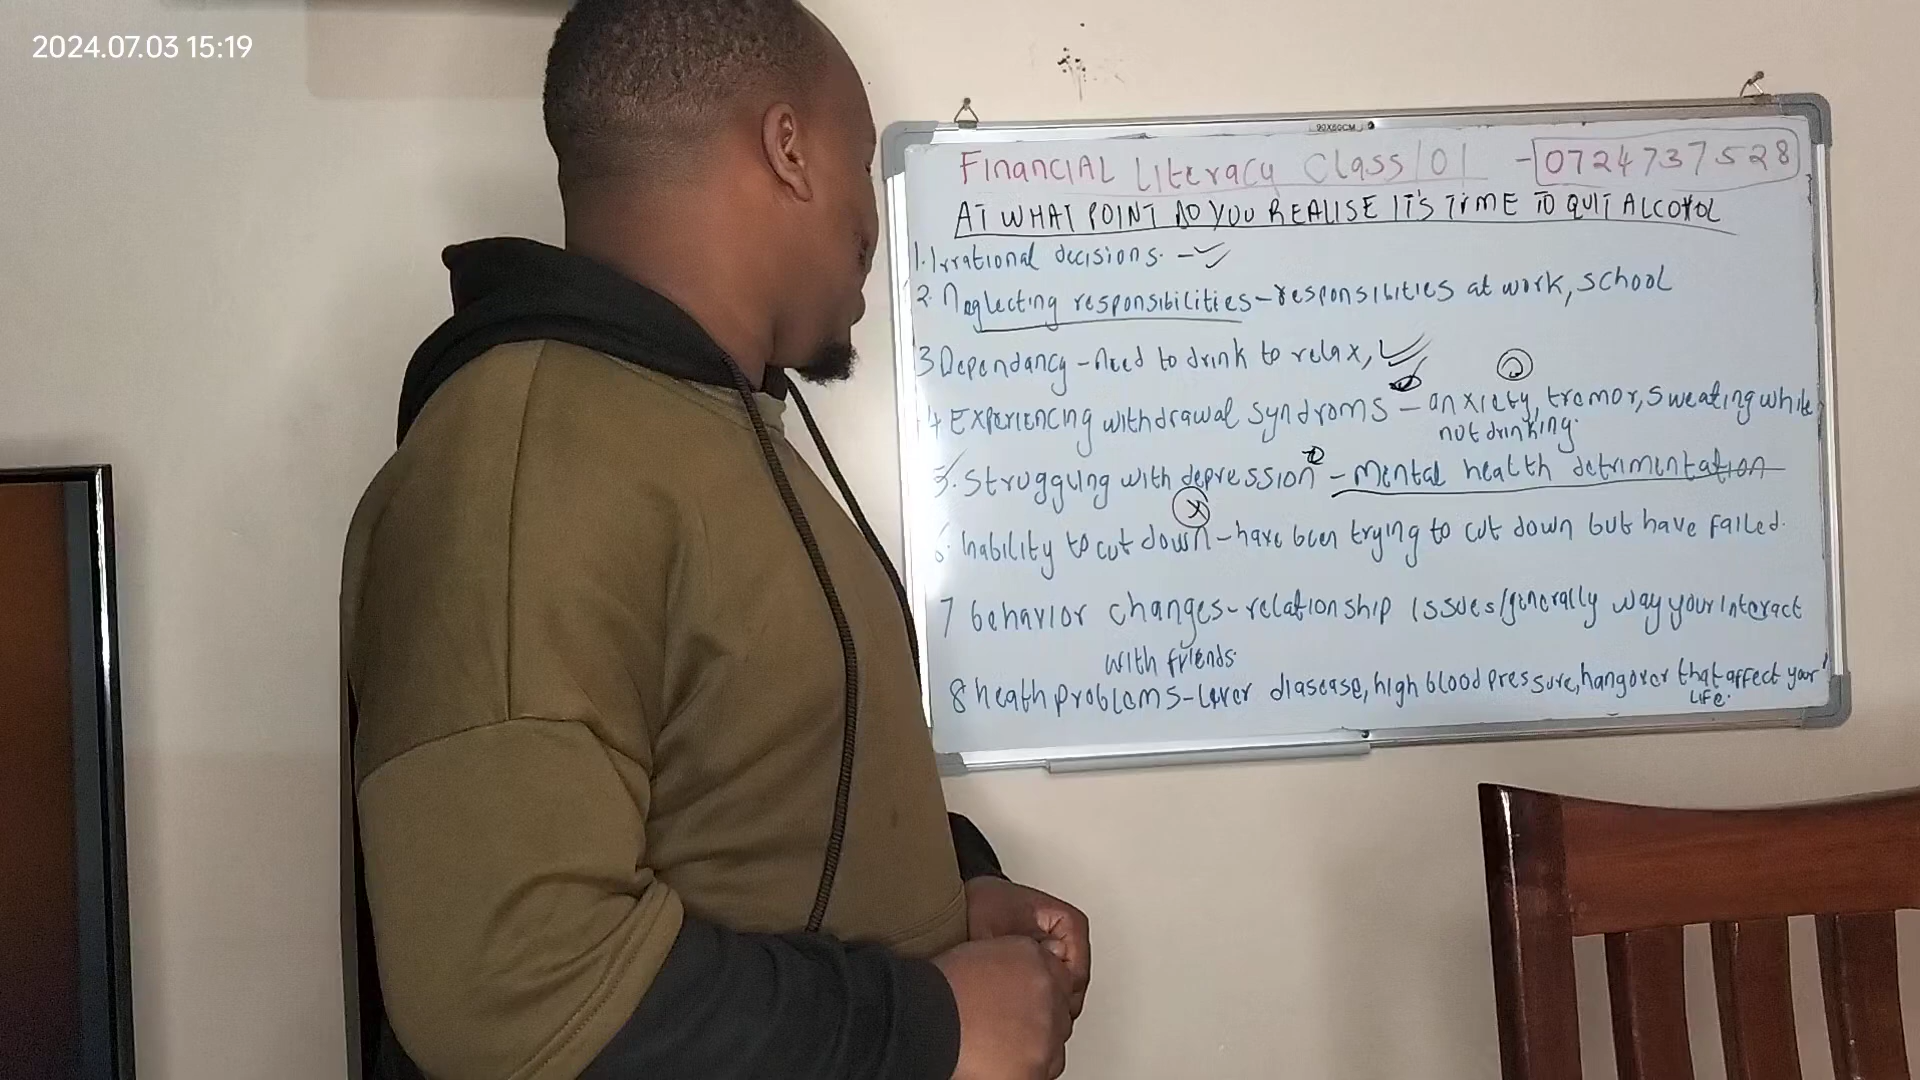 2024.07.03 15:19
90X60CM
FINANCIAL Literacy Class 101 - 0724737528
AT WHAT POINT DO YOU REALISE IT'S TIME TO QUIT ALCOHOL
1. Irrational decisions. -
2. Neglecting responsibilities - responsibities at work, school
3 Dependancy - need to drink to relax,
4 Experiencing withdrawal syndroms - anxiety, tremor, sweating while
not drinking.
5. Struggling with depression - Mental health detrimentation
6. Inability to cut down - have been trying to cut down but have failed.
7 behavior changes - relationship issues/generally way your interact
with friends.
8 heath problems - lever diasease, high blood pressure, hangover that affect your
LIFE.